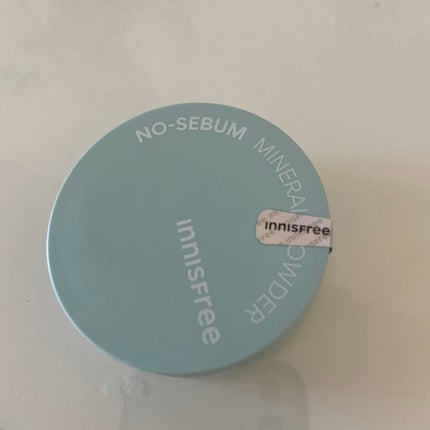 NO-SEBUM
MINERAL POWDER
INNISFree
INNISFree